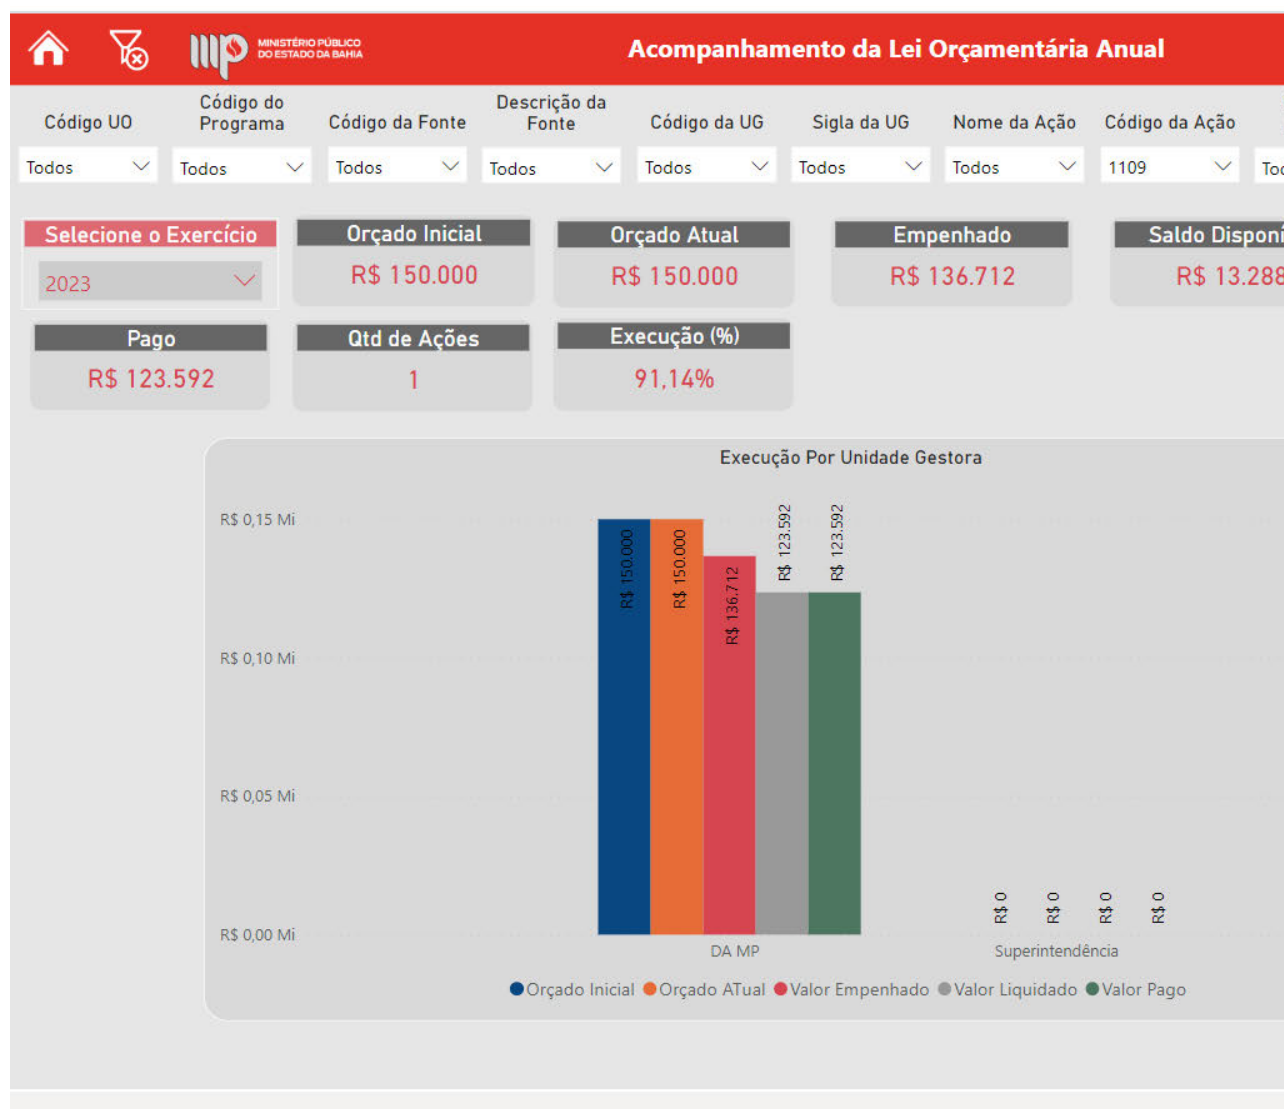 MINISTÉRIO PÚBLICO
DO ESTADO DA BAHIA
Acompanhamento da Lei Orçamentária Anual
Código UO
Código do
Programa
Código da Fonte
Descrição da
Fonte
Código da UG
Sigla da UG
Nome da Ação
Código da Ação
Todos
Todos
Todos
Todos
Todos
Todos
Todos
1109
Selecione o Exercício
2023
Orçado Inicial
R$ 150.000
Orçado Atual
R$ 150.000
Empenhado
R$ 136.712
Saldo Disponí
R$ 13.288
Pago
R$ 123.592
Qtd de Ações
1
Execução (%)
91,14%
Execução Por Unidade Gestora
R$ 0,15 Mi
R$ 0,10 Mi
R$ 0,05 Mi
R$ 0,00 Mi
R$ 150.000
R$ 150.000
R$ 136.712
R$ 123.592
R$ 123.592
R$ 0
R$ 0
R$ 0
R$ 0
DA MP
Superintendência
Orçado Inicial Orçado ATual Valor Empenhado Valor Liquidado Valor Pago